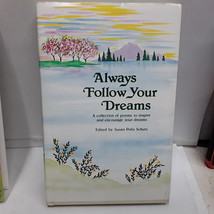 Always
Follow Your
Dreams
A collection of poems to inspire
and encourage your dreams
Edited by Susan Polis Schutz